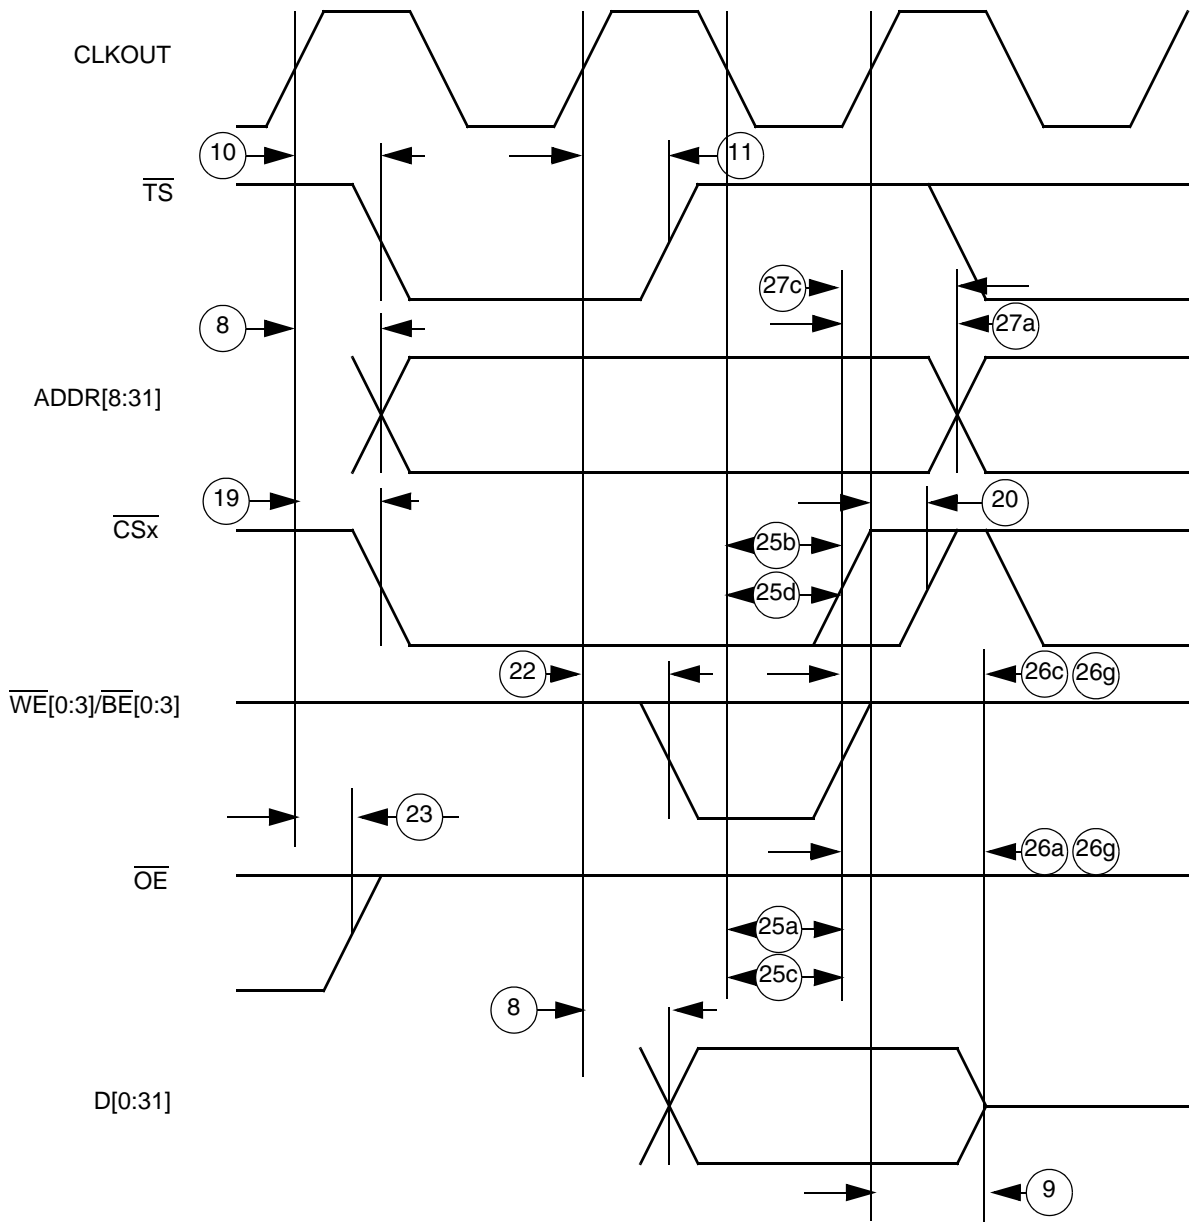 CLKOUT
10
11
TS
27c
8
27a
ADDR[8:31]
19
20
CSx
25b
25d
22
26c 26g
WE[0:3]/BE[0:3]
23
26a 26g
OE
25a
25c
8
D[0:31]
9